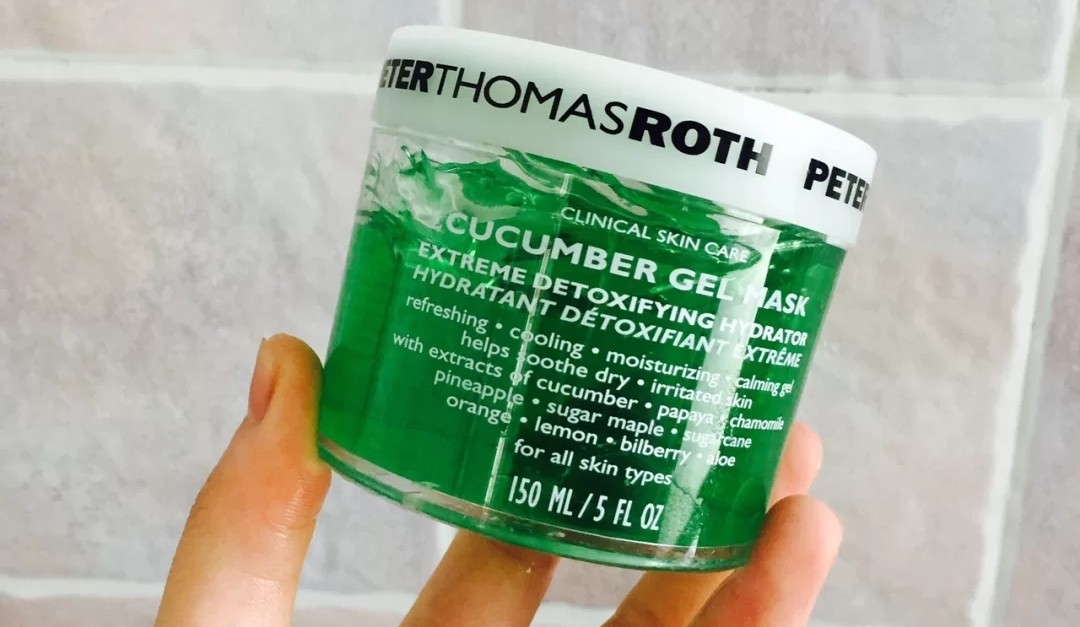 ETERTHOMASROTH PETE
CLINICAL SKIN CARE
CUCUMBER GEL MASK
EXTREME DETOXIFYING HYDRATOR
HYDRATANT DÉTOXIFIANT EXTRÊME
refreshing • cooling • moisturizing • calming gel
helps soothe dry • irritated skin
with extracts of cucumber • papaya • chamomile
pineapple • sugar maple • sugarcane
orange • lemon • bilberry • aloe
for all skin types
150 ML / 5 FL OZ